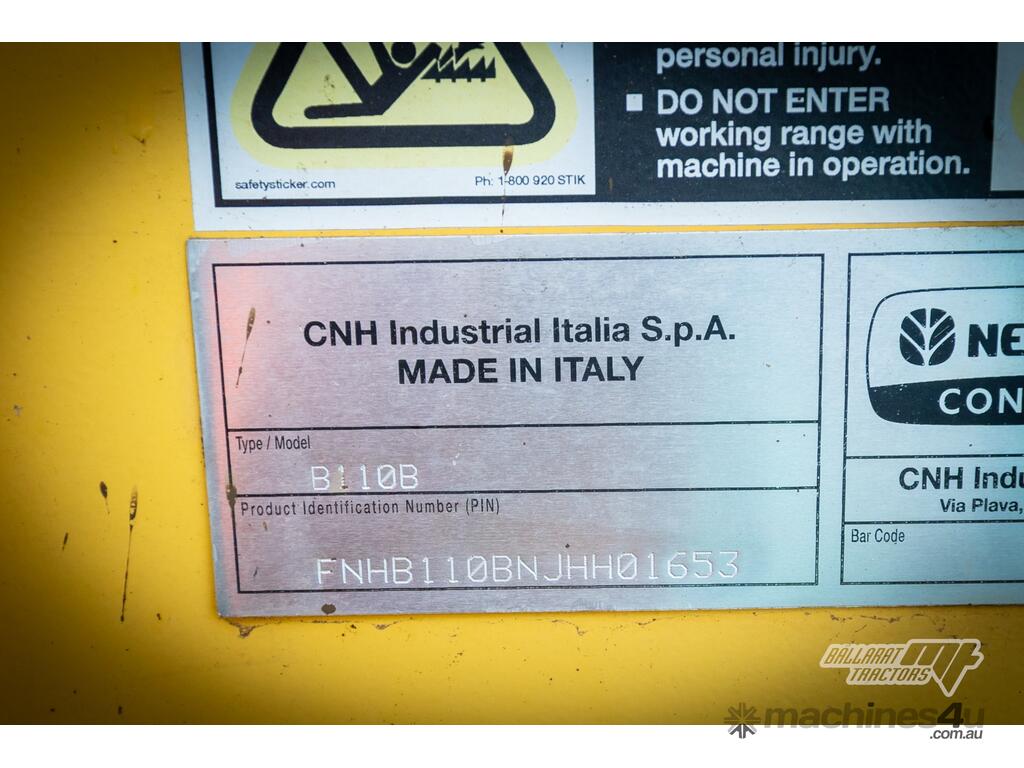 personal injury.
DO NOT ENTER
working range with
machine in operation.
safetysticker.com
Ph: 1-800 920 STIK
CNH Industrial Italia S.p.A.
MADE IN ITALY
Type / Model
B110B
Product Identification Number (PIN)
FNHB110BNJHH01653
NE
CON
CNH Indu
Via Plava,
Bar Code
BALLARAT
TRACTORS
machines4u
.com.au